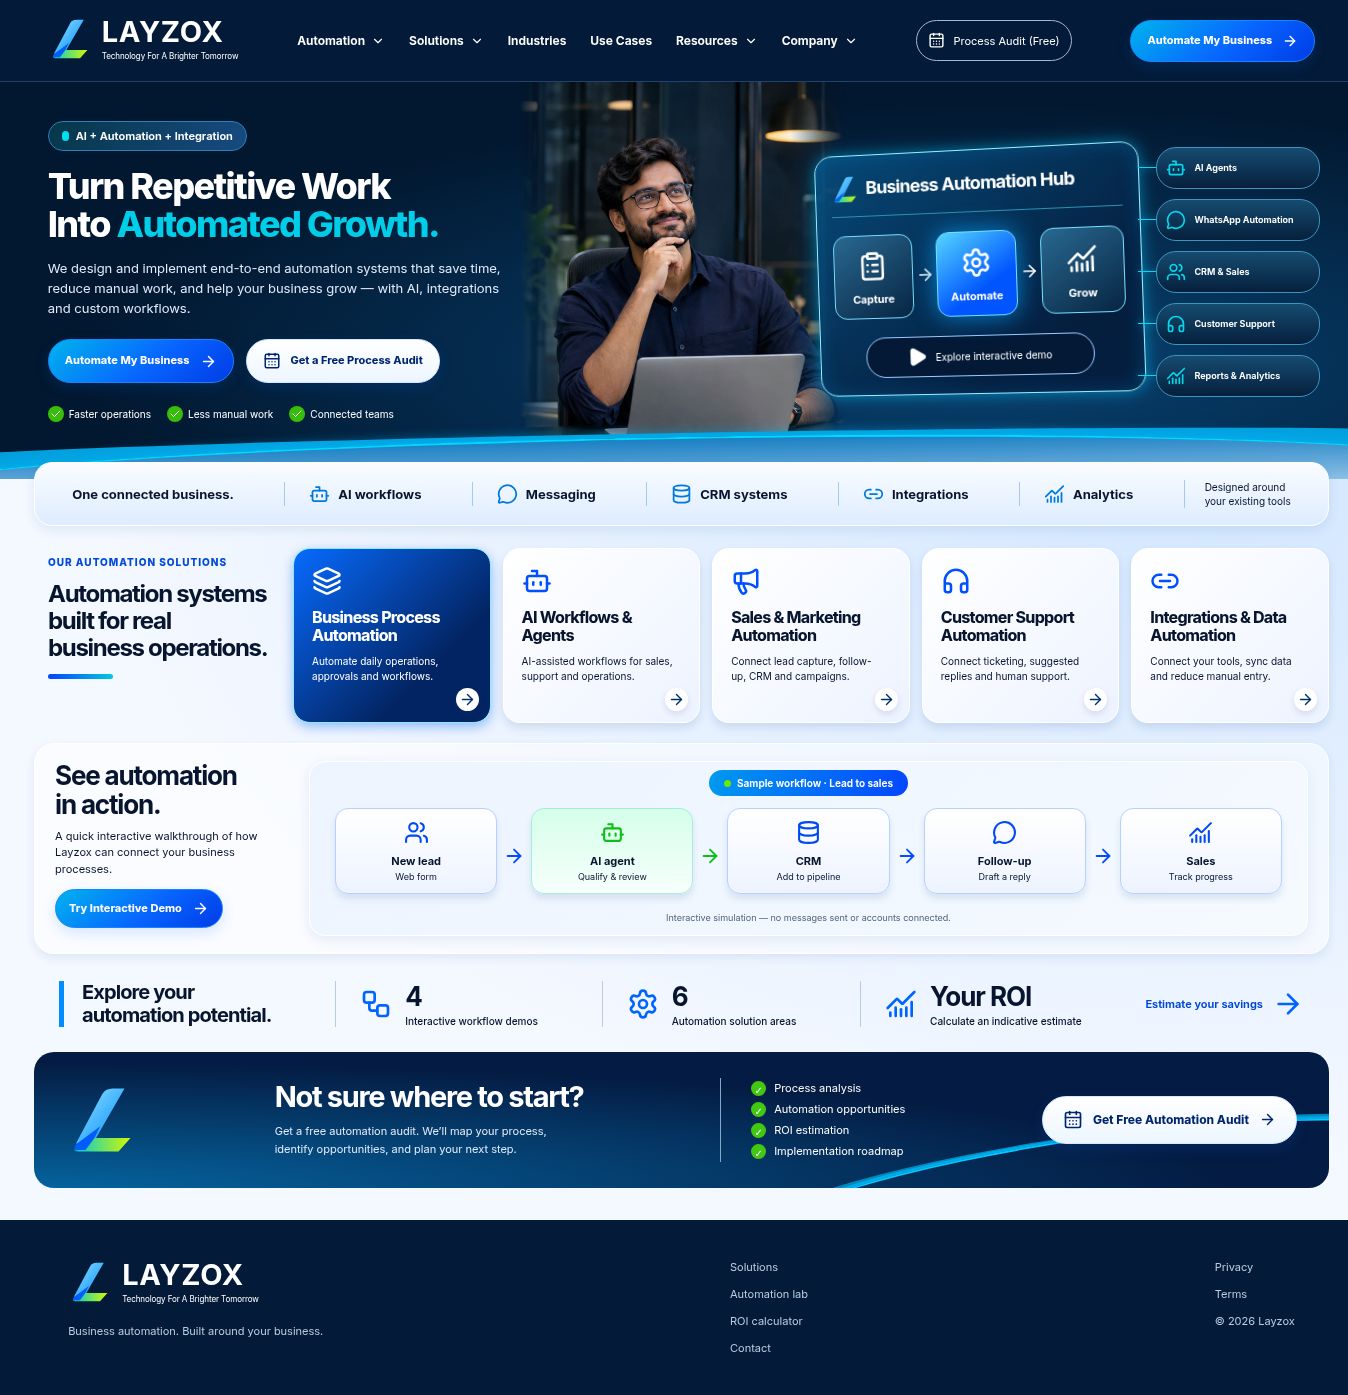 LAYZOX
Technology For A Brighter Tomorrow
Automation
Solutions
Industries
Use Cases
Resources
Company
Process Audit (Free)
Automate My Business
AI + Automation + Integration
Turn Repetitive Work
Into Automated Growth.
We design and implement end-to-end automation systems that save time,
reduce manual work, and help your business grow — with AI, integrations
and custom workflows.
Automate My Business
Get a Free Process Audit
Faster operations
Less manual work
Connected teams
Business Automation Hub
Capture
Automate
Grow
Explore interactive demo
AI Agents
WhatsApp Automation
CRM & Sales
Customer Support
Reports & Analytics
One connected business.
AI workflows
Messaging
CRM systems
Integrations
Analytics
Designed around
your existing tools
OUR AUTOMATION SOLUTIONS
Automation systems
built for real
business operations.
Business Process
Automation
Automate daily operations,
approvals and workflows.
AI Workflows &
Agents
AI-assisted workflows for sales,
support and operations.
Sales & Marketing
Automation
Connect lead capture, follow-
up, CRM and campaigns.
Customer Support
Automation
Connect ticketing, suggested
replies and human support.
Integrations & Data
Automation
Connect your tools, sync data
and reduce manual entry.
See automation
in action.
A quick interactive walkthrough of how
Layzox can connect your business
processes.
Try Interactive Demo
Sample workflow · Lead to sales
New lead
Web form
AI agent
Qualify & review
CRM
Add to pipeline
Follow-up
Draft a reply
Sales
Track progress
Interactive simulation — no messages sent or accounts connected.
Explore your
automation potential.
4
Interactive workflow demos
6
Automation solution areas
Your ROI
Calculate an indicative estimate
Estimate your savings
Not sure where to start?
Get a free automation audit. We’ll map your process,
identify opportunities, and plan your next step.
Process analysis
Automation opportunities
ROI estimation
Implementation roadmap
Get Free Automation Audit
LAYZOX
Technology For A Brighter Tomorrow
Business automation. Built around your business.
Solutions
Automation lab
ROI calculator
Contact
Privacy
Terms
© 2026 Layzox